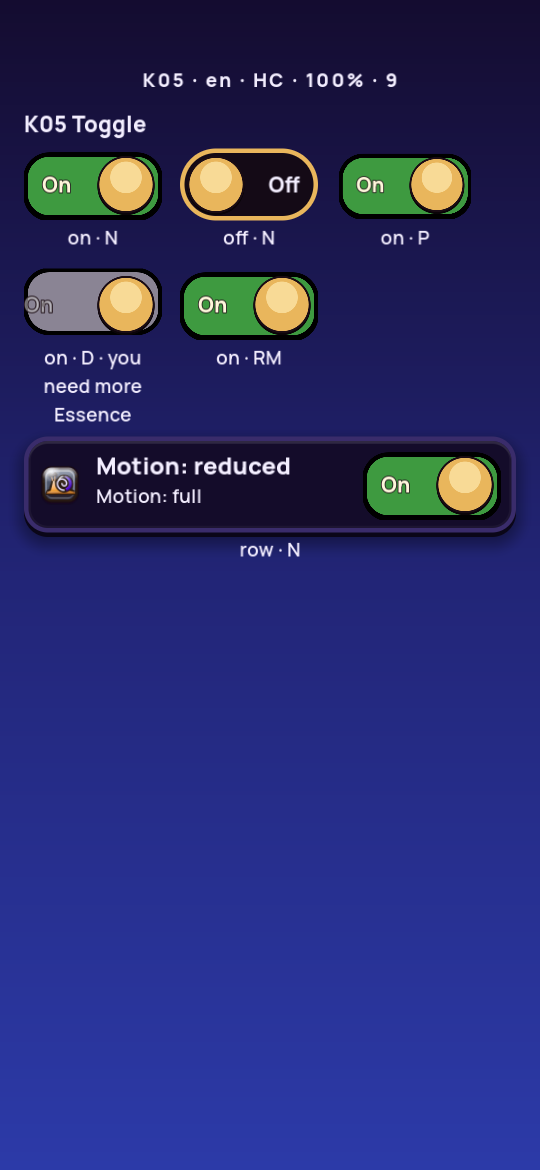 K05 · en · HC · 100% · 9
K05 Toggle
On
Off
On
on · N
off · N
on · P
On
On
on · D · you
need more
Essence
on · RM
Motion: reduced
Motion: full
On
row · N